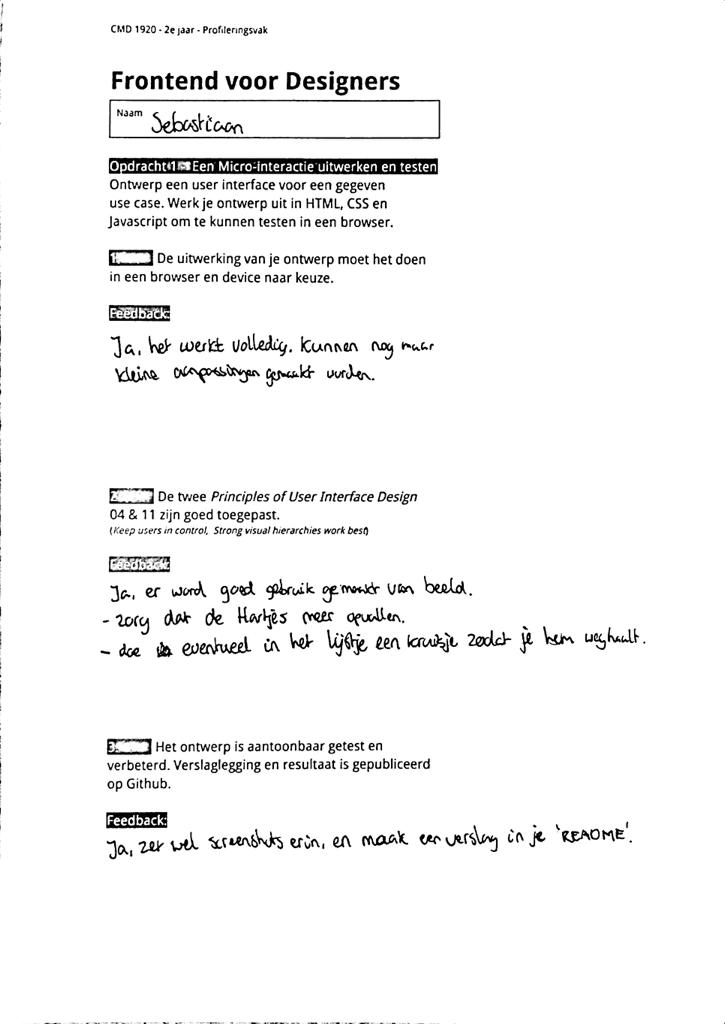 CMD 1920 - 2e jaar - Profileringsvak
Frontend voor Designers
Naam Sebastiaan
Opdracht 1 Een Micro-interactie uitwerken en testen
Ontwerp een user interface voor een gegeven
use case. Werk je ontwerp uit in HTML, CSS en
Javascript om te kunnen testen in een browser.
1. De uitwerking van je ontwerp moet het doen
in een browser en device naar keuze.
Feedback:
Ja, het werkt volledig. Kunnen nog maar
kleine aanpassingen gemaakt worden.
2. De twee Principles of User Interface Design
04 & 11 zijn goed toegepast.
(Keep users in control, Strong visual hierarchies work best)
Feedback:
Ja, er word goed gebruik gemaakt van beeld.
- zorg dat de Hartjes meer opvallen.
- doe eventueel in het lijstje een kruisje zodat je hem weghaalt.
3. Het ontwerp is aantoonbaar getest en
verbeterd. Verslaglegging en resultaat is gepubliceerd
op Github.
Feedback:
Ja, zet wel screenshots erin, en maak een verslag in je 'README'.